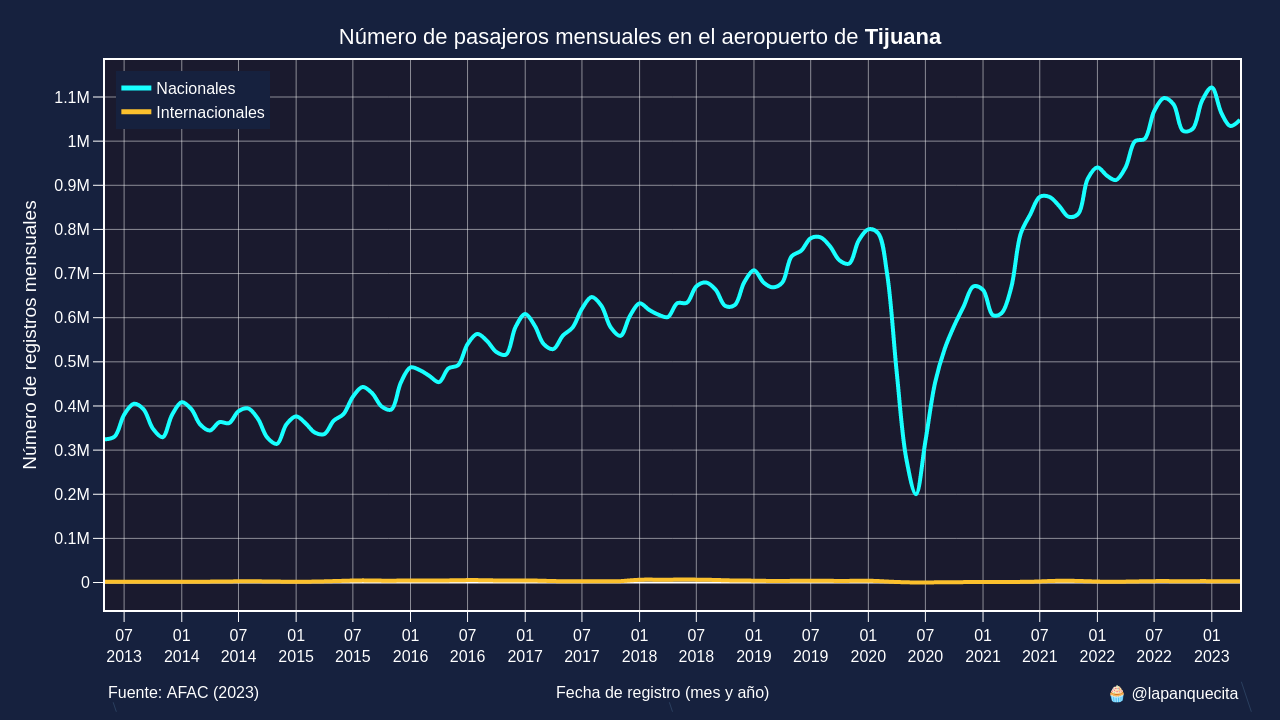 Número de pasajeros mensuales en el aeropuerto de Tijuana
Nacionales
Internacionales
Número de registros mensuales
1.1M
1M
0.9M
0.8M
0.7M
0.6M
0.5M
0.4M
0.3M
0.2M
0.1M
0
07 01 07 01 07 01 07 01 07 01 07 01 07 01 07 01 07 01 07 01
2013 2014 2014 2015 2015 2016 2016 2017 2017 2018 2018 2019 2019 2020 2020 2021 2021 2022 2022 2023
Fuente: AFAC (2023)
Fecha de registro (mes y año)
🧁 @lapanquecita